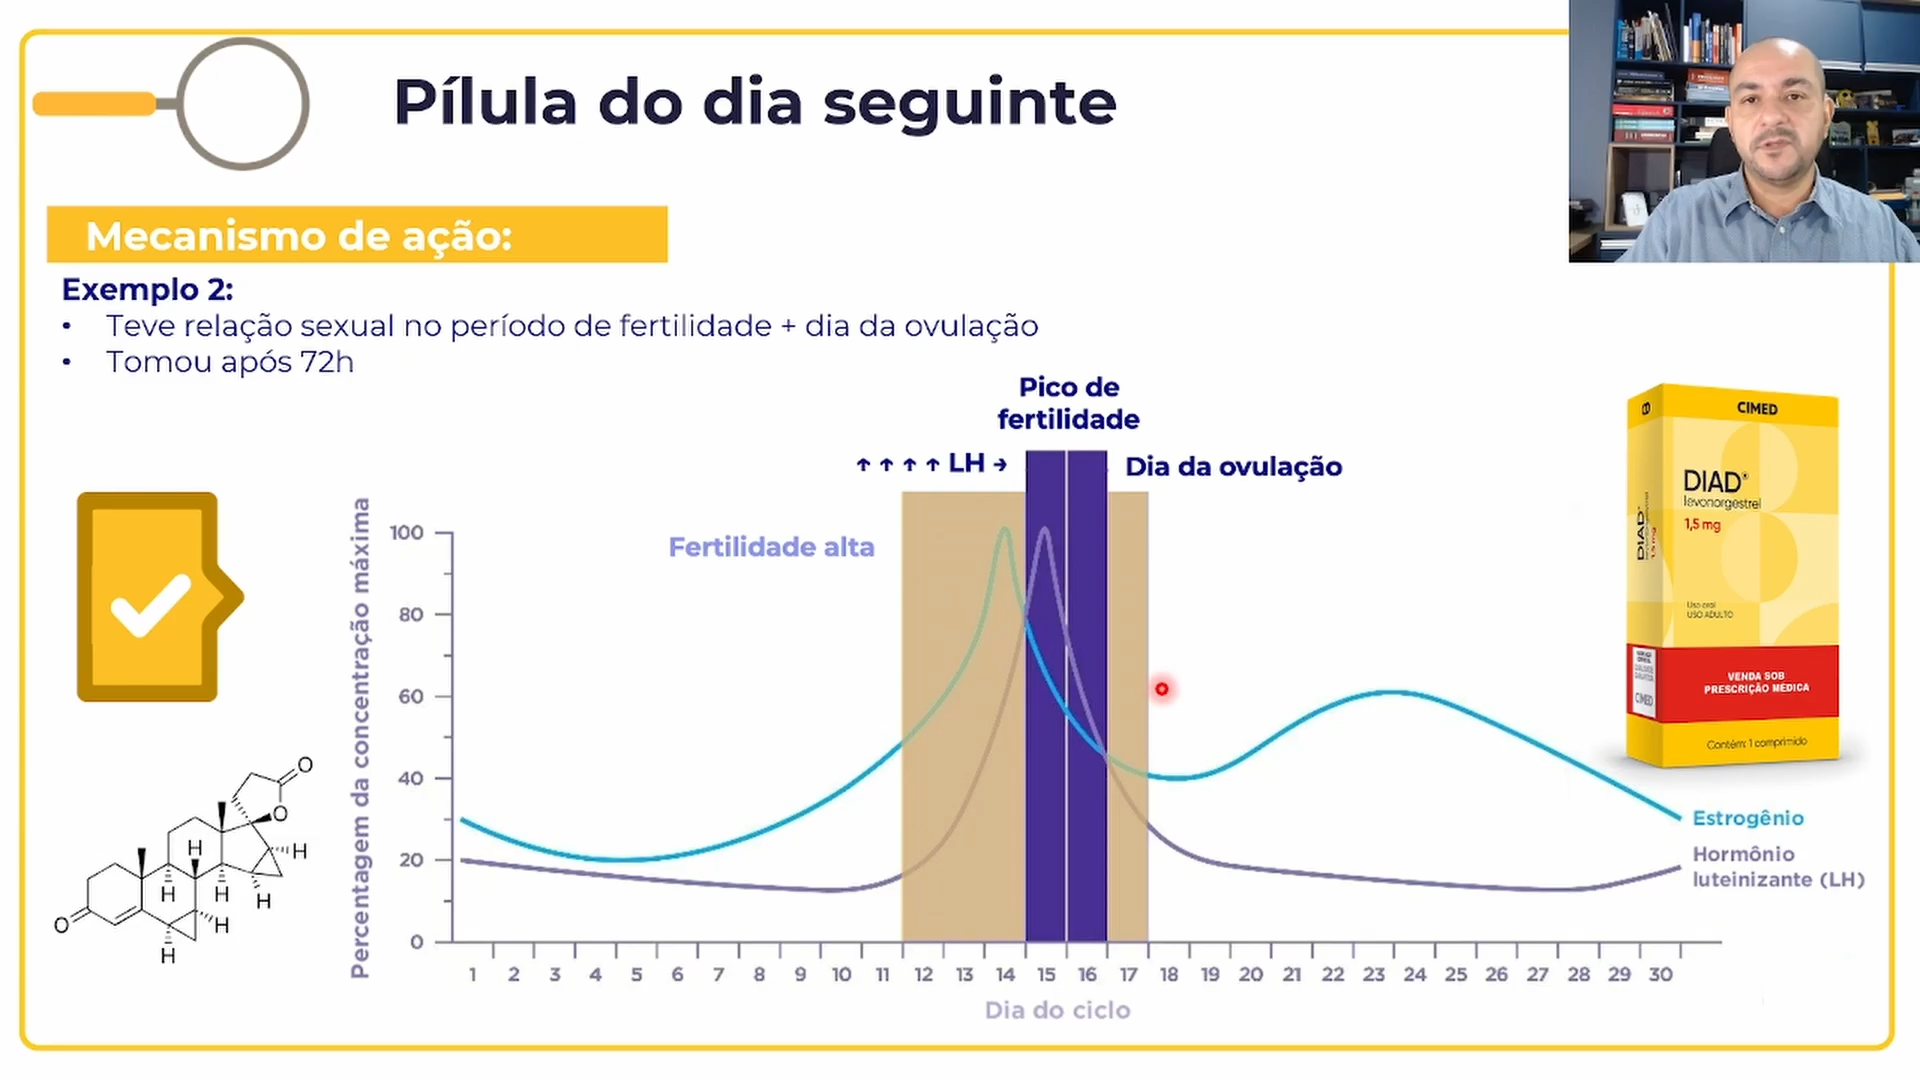 Pílula do dia seguinte
Mecanismo de ação:
Exemplo 2:
• Teve relação sexual no período de fertilidade + dia da ovulação
• Tomou após 72h
Pico de
fertilidade
↑ ↑ ↑ ↑ LH →
Dia da ovulação
Fertilidade alta
Percentagem da concentração máxima
100
80
60
40
20
0
1 2 3 4 5 6 7 8 9 10 11 12 13 14 15 16 17 18 19 20 21 22 23 24 25 26 27 28 29 30
Dia do ciclo
Estrogênio
Hormônio
luteinizante (LH)
CIMED
DIAD
levonorgestrel
1,5 mg
DIAD
Uso oral
USO ADULTO
VENDA SOB
PRESCRIÇÃO MÉDICA
CIMED
Contém: 1 comprimido
O
O
H
H
H
H
H
H
O
H